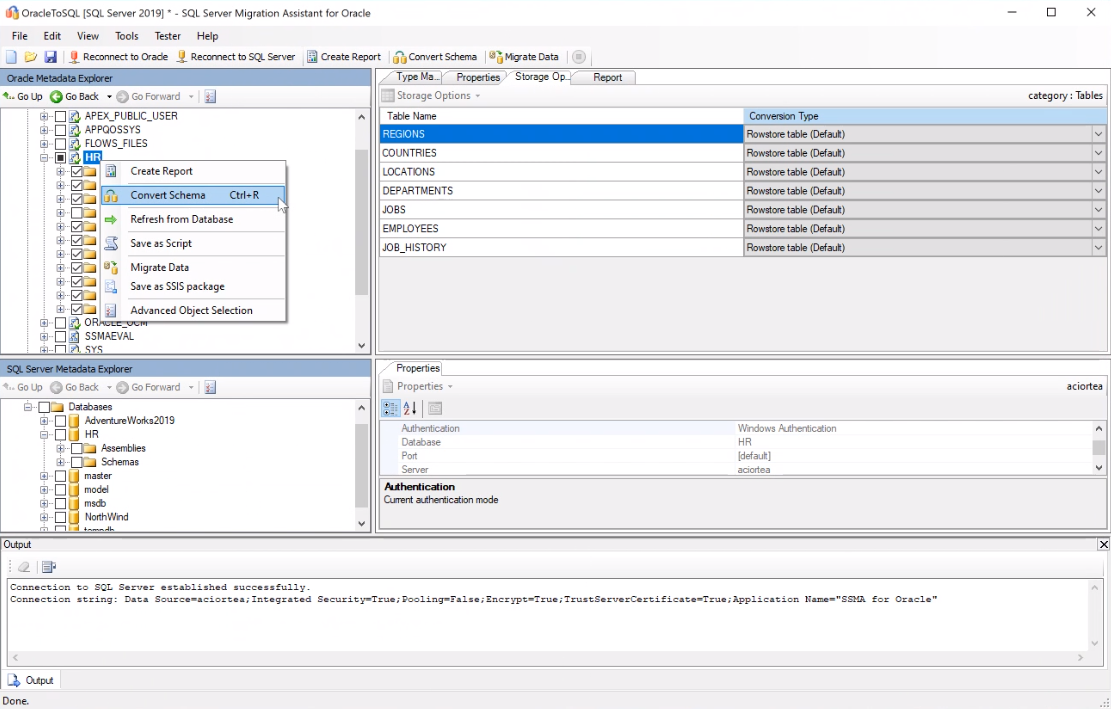 OracleToSQL [SQL Server 2019] * - SQL Server Migration Assistant for Oracle
File Edit View Tools Tester Help
Reconnect to Oracle Reconnect to SQL Server Create Report Convert Schema Migrate Data
Oracle Metadata Explorer
Go Up Go Back Go Forward
APEX_PUBLIC_USER
APPQOSSYS
FLOWS_FILES
HR
Create Report
Convert Schema Ctrl+R
Refresh from Database
Save as Script
Migrate Data
Save as SSIS package
Advanced Object Selection
ORACLE_OCM
SSMAEVAL
SYS
Type Ma... Properties Storage Op... Report
Storage Options category : Tables
Table Name Conversion Type
REGIONS Rowstore table (Default)
COUNTRIES Rowstore table (Default)
LOCATIONS Rowstore table (Default)
DEPARTMENTS Rowstore table (Default)
JOBS Rowstore table (Default)
EMPLOYEES Rowstore table (Default)
JOB_HISTORY Rowstore table (Default)
SQL Server Metadata Explorer
Go Up Go Back Go Forward
Databases
AdventureWorks2019
HR
Assemblies
Schemas
master
model
msdb
NorthWind
tempdb
Properties
Properties aciortea
Authentication Windows Authentication
Database HR
Port [default]
Server aciortea
Authentication
Current authentication mode
Output
Connection to SQL Server established successfully.
Connection string: Data Source=aciortea;Integrated Security=True;Pooling=False;Encrypt=True;TrustServerCertificate=True;Application Name="SSMA for Oracle"
Output
Done.